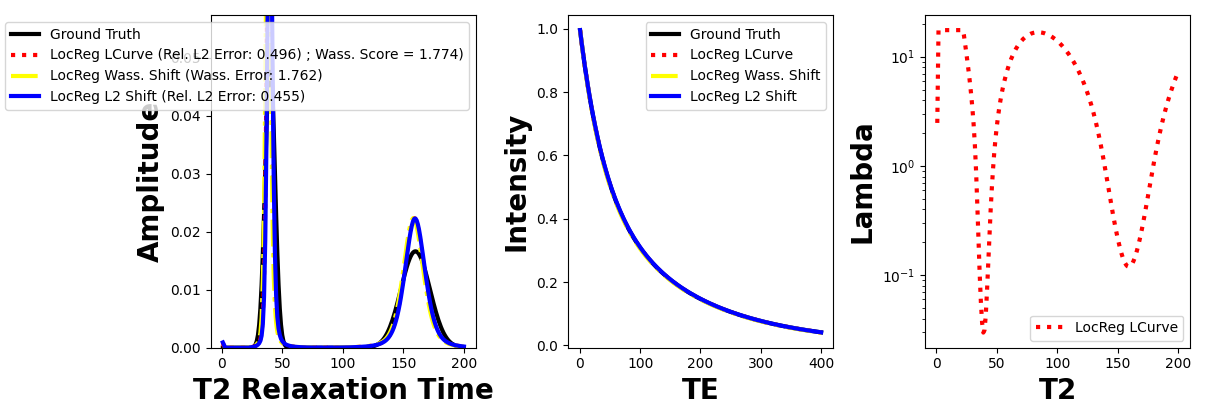 Ground Truth
LocReg LCurve (Rel. L2 Error: 0.496) ; Wass. Score = 1.774)
LocReg Wass. Shift (Wass. Error: 1.762)
LocReg L2 Shift (Rel. L2 Error: 0.455)
Amplitude
0.05
0.04
0.03
0.02
0.01
0.00
0 50 100 150 200
T2 Relaxation Time
Ground Truth
LocReg LCurve
LocReg Wass. Shift
LocReg L2 Shift
Intensity
1.0
0.8
0.6
0.4
0.2
0.0
0 100 200 300 400
TE
Lambda
10¹
10⁰
10⁻¹
LocReg LCurve
0 50 100 150 200
T2